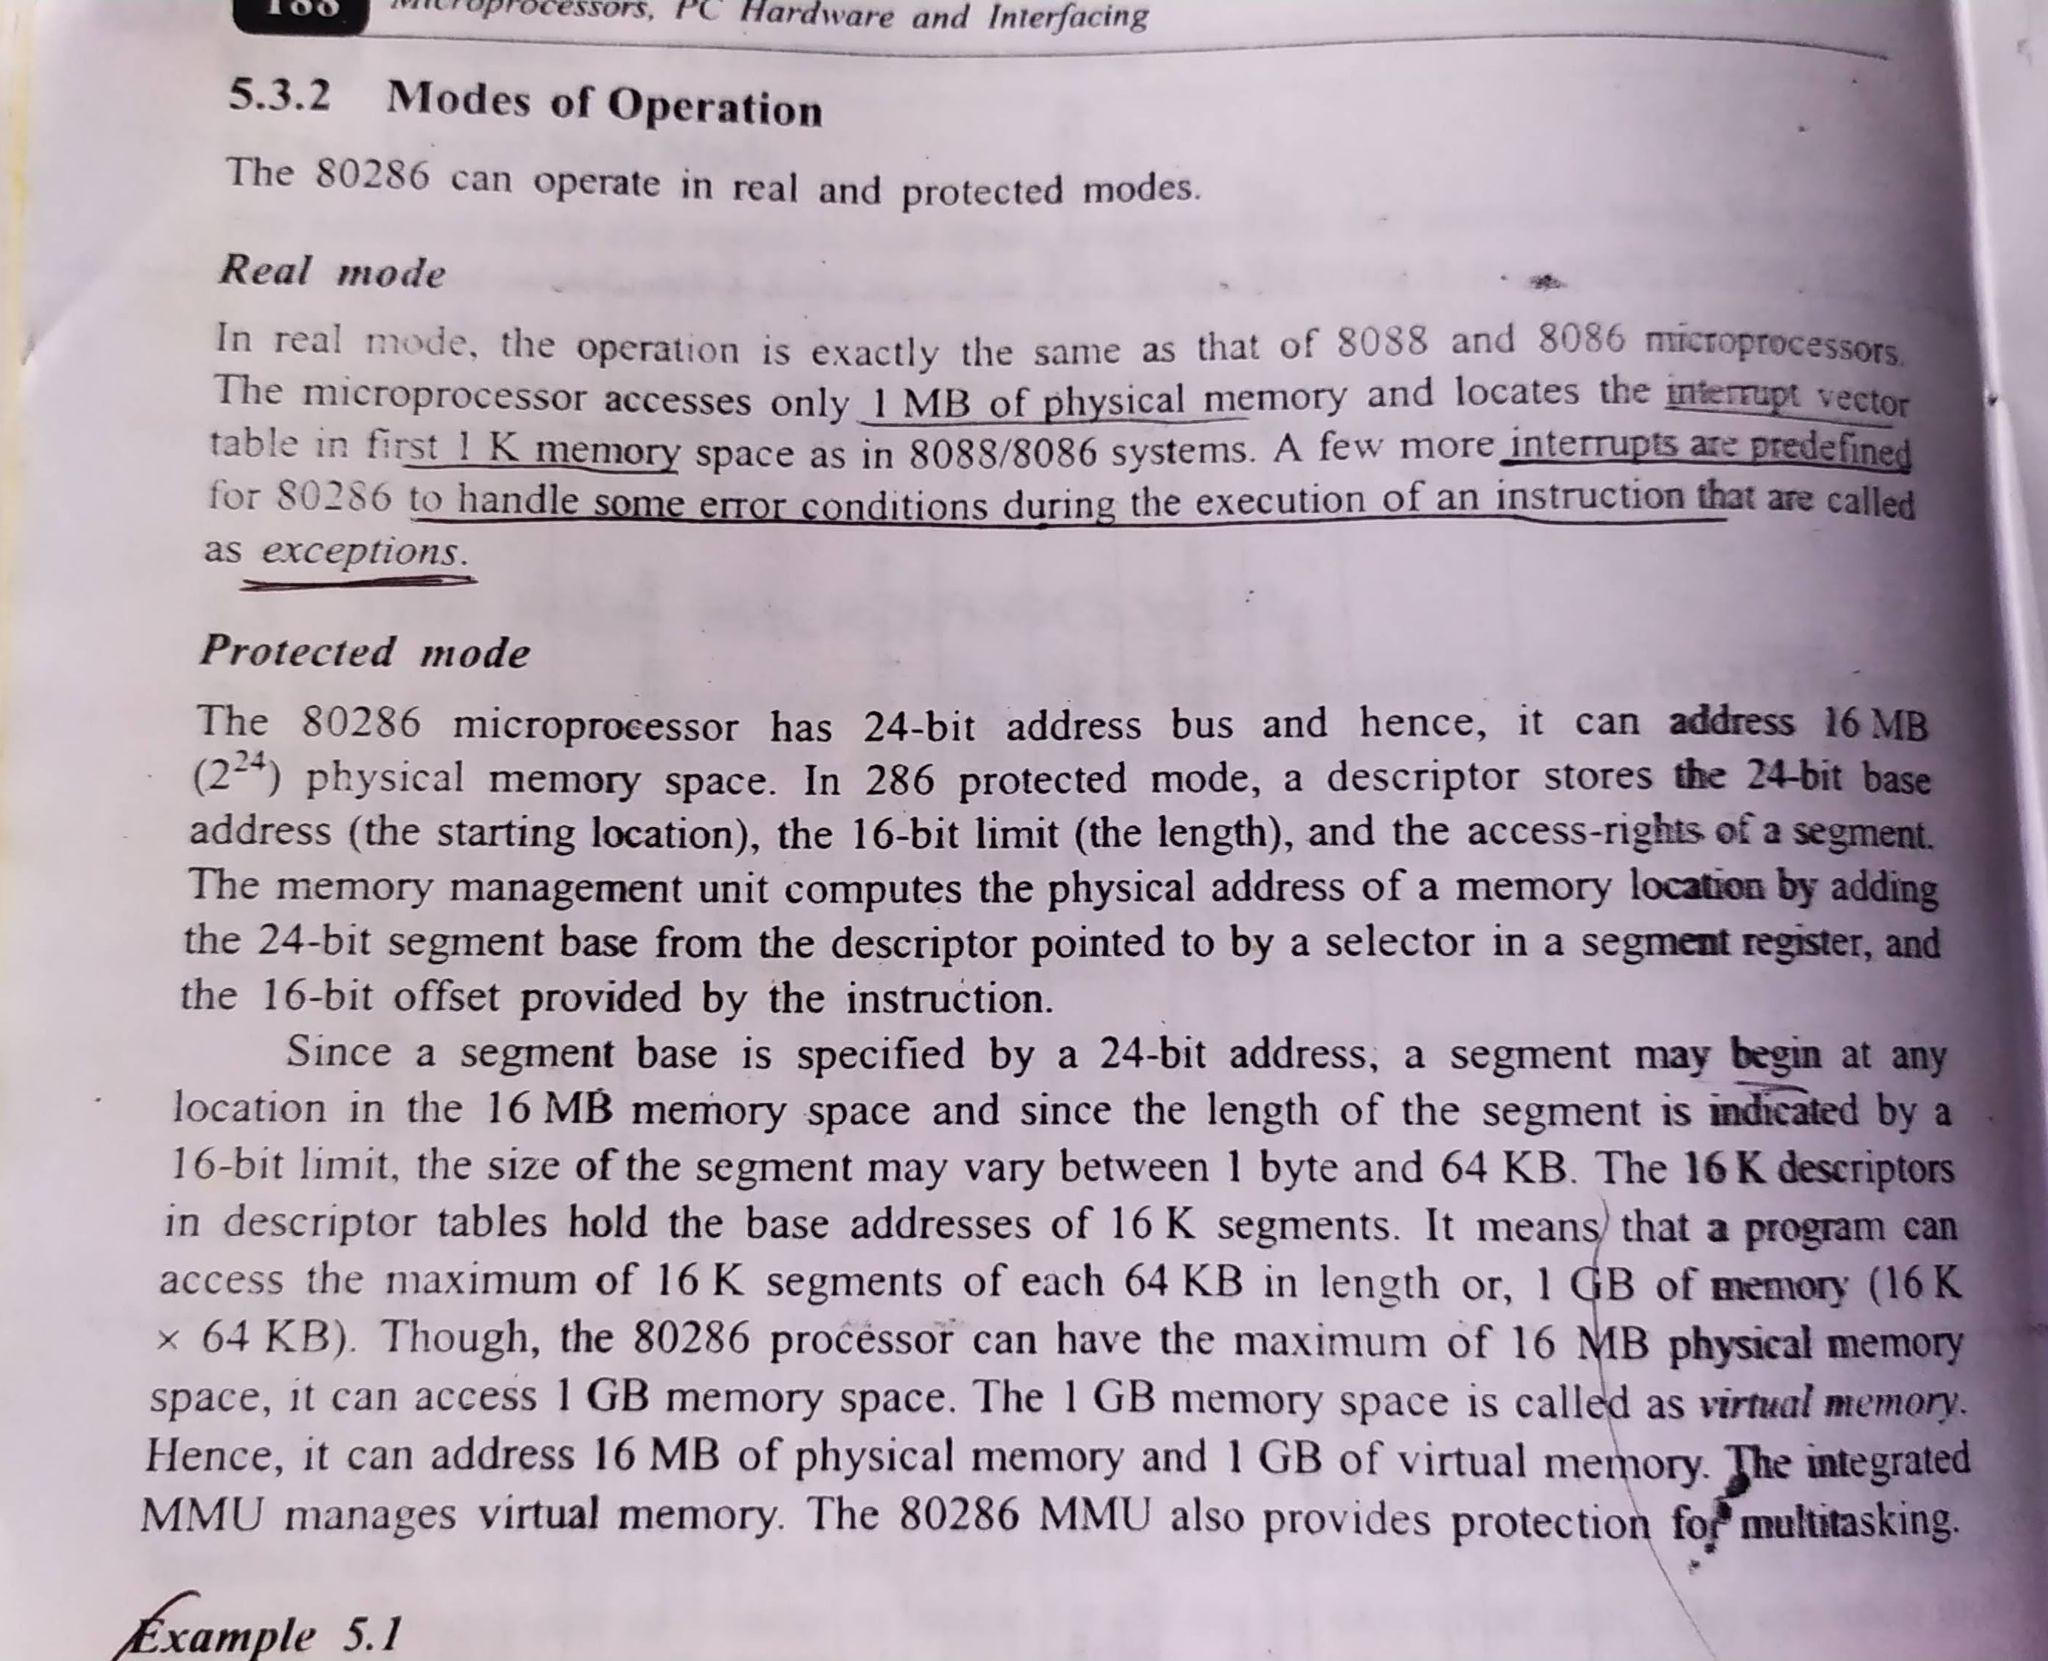 188 Microprocessors, PC Hardware and Interfacing
5.3.2 Modes of Operation
The 80286 can operate in real and protected modes.
Real mode
In real mode, the operation is exactly the same as that of 8088 and 8086 microprocessors.
The microprocessor accesses only 1 MB of physical memory and locates the interrupt vector
table in first 1 K memory space as in 8088/8086 systems. A few more interrupts are predefined
for 80286 to handle some error conditions during the execution of an instruction that are called
as exceptions.
Protected mode
The 80286 microprocessor has 24-bit address bus and hence, it can address 16 MB
(2²⁴) physical memory space. In 286 protected mode, a descriptor stores the 24-bit base
address (the starting location), the 16-bit limit (the length), and the access-rights of a segment.
The memory management unit computes the physical address of a memory location by adding
the 24-bit segment base from the descriptor pointed to by a selector in a segment register, and
the 16-bit offset provided by the instruction.
Since a segment base is specified by a 24-bit address, a segment may begin at any
location in the 16 MB memory space and since the length of the segment is indicated by a
16-bit limit, the size of the segment may vary between 1 byte and 64 KB. The 16 K descriptors
in descriptor tables hold the base addresses of 16 K segments. It means that a program can
access the maximum of 16 K segments of each 64 KB in length or, 1 GB of memory (16 K
× 64 KB). Though, the 80286 processor can have the maximum of 16 MB physical memory
space, it can access 1 GB memory space. The 1 GB memory space is called as virtual memory.
Hence, it can address 16 MB of physical memory and 1 GB of virtual memory. The integrated
MMU manages virtual memory. The 80286 MMU also provides protection for multitasking.
Example 5.1